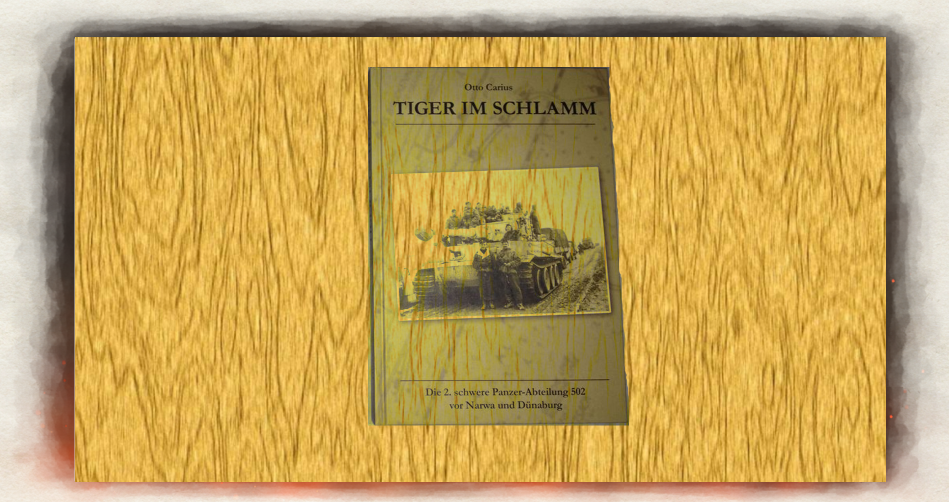 Otto Carius
TIGER IM SCHLAMM
Die 2. schwere Panzer-Abteilung 502
vor Narwa und Dünaburg